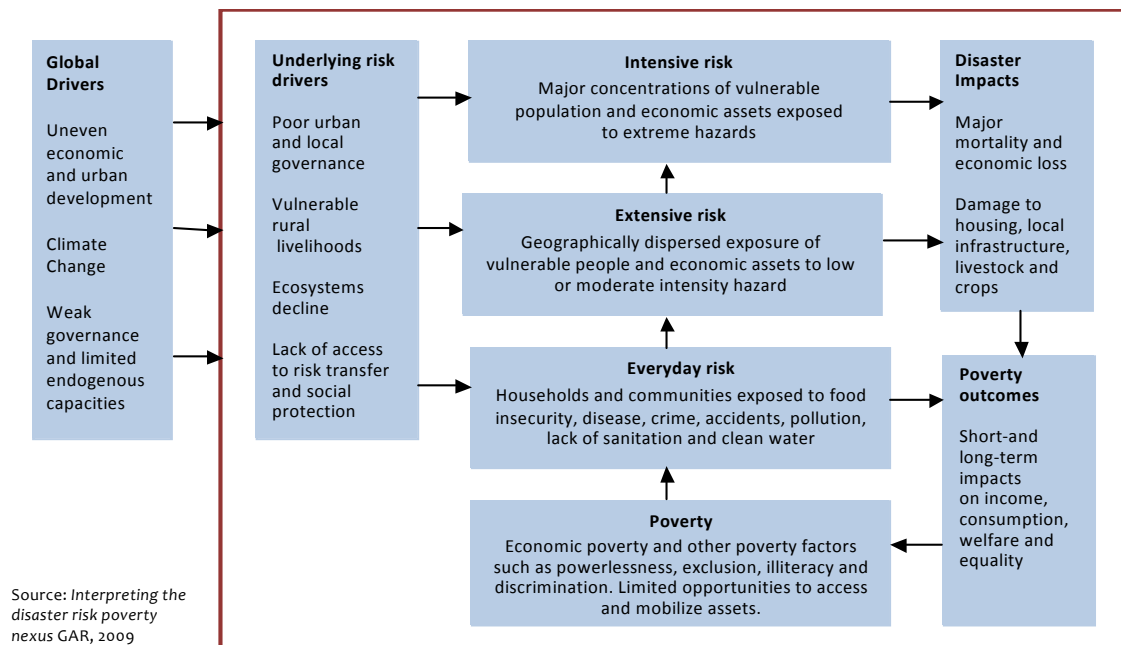 Global
Drivers
Uneven
economic
and urban
development
Climate
Change
Weak
governance
and limited
endogenous
capacities
Underlying risk
drivers
Poor urban
and local
governance
Vulnerable
rural
livelihoods
Ecosystems
decline
Lack of access
to risk transfer
and social
protection
Intensive risk
Major concentrations of vulnerable
population and economic assets exposed
to extreme hazards
Extensive risk
Geographically dispersed exposure of
vulnerable people and economic assets to low
or moderate intensity hazard
Everyday risk
Households and communities exposed to food
insecurity, disease, crime, accidents, pollution,
lack of sanitation and clean water
Poverty
Economic poverty and other poverty factors
such as powerlessness, exclusion, illiteracy and
discrimination. Limited opportunities to access
and mobilize assets.
Disaster
Impacts
Major
mortality and
economic loss
Damage to
housing, local
infrastructure,
livestock and
crops
Poverty
outcomes
Short-and
long-term
impacts
on income,
consumption,
welfare and
equality
Source: Interpreting the
disaster risk poverty
nexus GAR, 2009